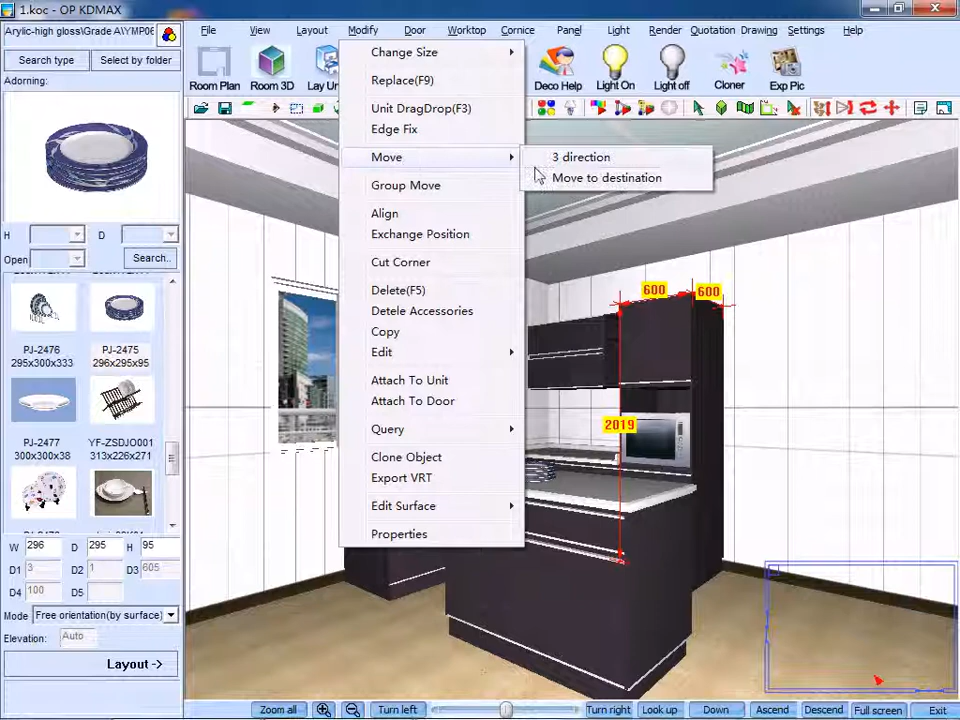 1.koc - OP KDMAX
Arylic-high gloss\Grade A\YMP06
File View Layout Modify Door Worktop Cornice Panel Light Render Quotation Drawing Settings Help
Search type Select by folder
Room Plan Room 3D Deco Help Light On Light off Cloner Exp Pic
Adorning:
H D
Open Search..
PJ-2476 PJ-2475
295x300x333 296x295x95
PJ-2477 YF-ZSDJO001
300x300x38 313x226x271
W 296 D 295 H 95
D1 3 D2 1 D3 605
D4 100 D5
Mode Free orientation(by surface)
Elevation: Auto
Layout ->
Change Size
Replace(F9)
Unit DragDrop(F3)
Edge Fix
Move
3 direction
Move to destination
Group Move
Align
Exchange Position
Cut Corner
Delete(F5)
Detele Accessories
Copy
Edit
Attach To Unit
Attach To Door
Query
Clone Object
Export VRT
Edit Surface
Properties
600 600
2019
Zoom all Turn left Turn right Look up Down Ascend Descend Full screen Exit